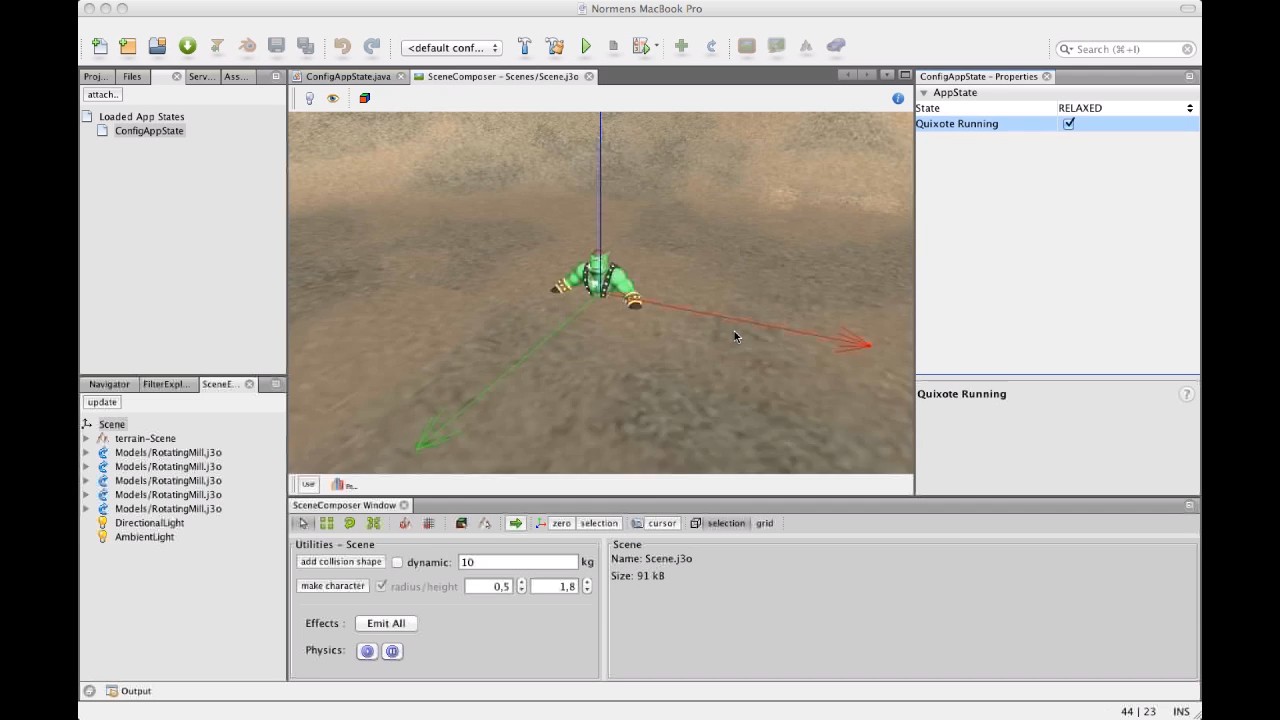 Normens MacBook Pro
<default conf...
Search (⌘+I)
Proj... Files Serv... Ass...
ConfigAppState.java
SceneComposer - Scenes/Scene.j3o
ConfigAppState - Properties
attach..
Loaded App States
ConfigAppState
AppState
State RELAXED
Quixote Running
Quixote Running
Navigator FilterExpl... SceneE...
update
Scene
terrain-Scene
Models/RotatingMill.j3o
Models/RotatingMill.j3o
Models/RotatingMill.j3o
Models/RotatingMill.j3o
Models/RotatingMill.j3o
DirectionalLight
AmbientLight
User
SceneComposer Window
zero selection cursor selection grid
Utilities - Scene
add collision shape dynamic: 10 kg
make character radius/height 0,5 1,8
Effects : Emit All
Physics:
Scene
Name: Scene.j3o
Size: 91 kB
Output
44 | 23 INS